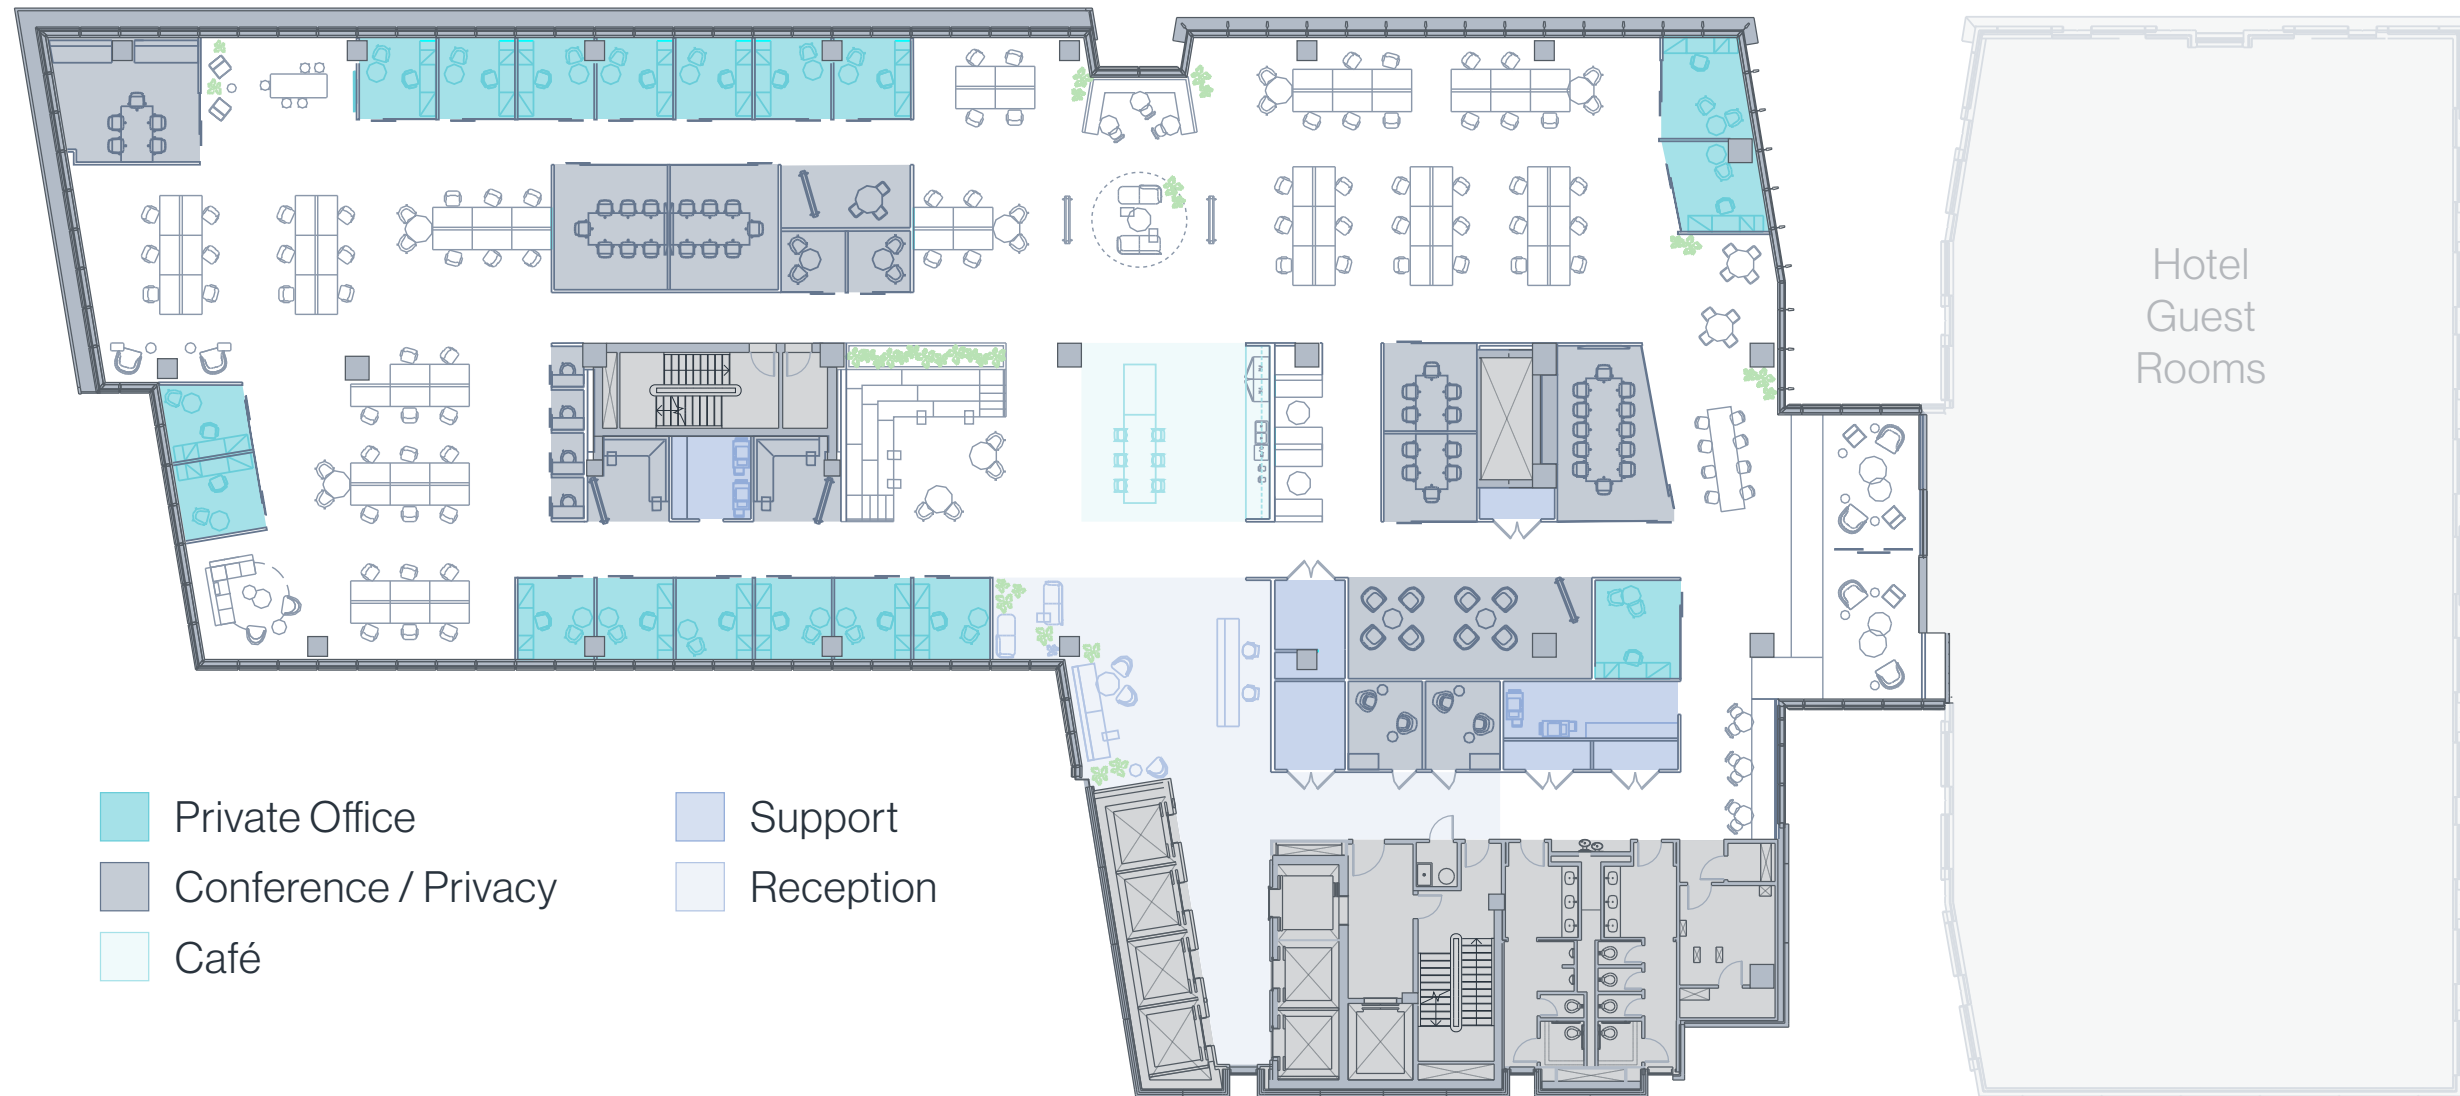 Hotel
Guest
Rooms
Private Office
Conference / Privacy
Café
Support
Reception